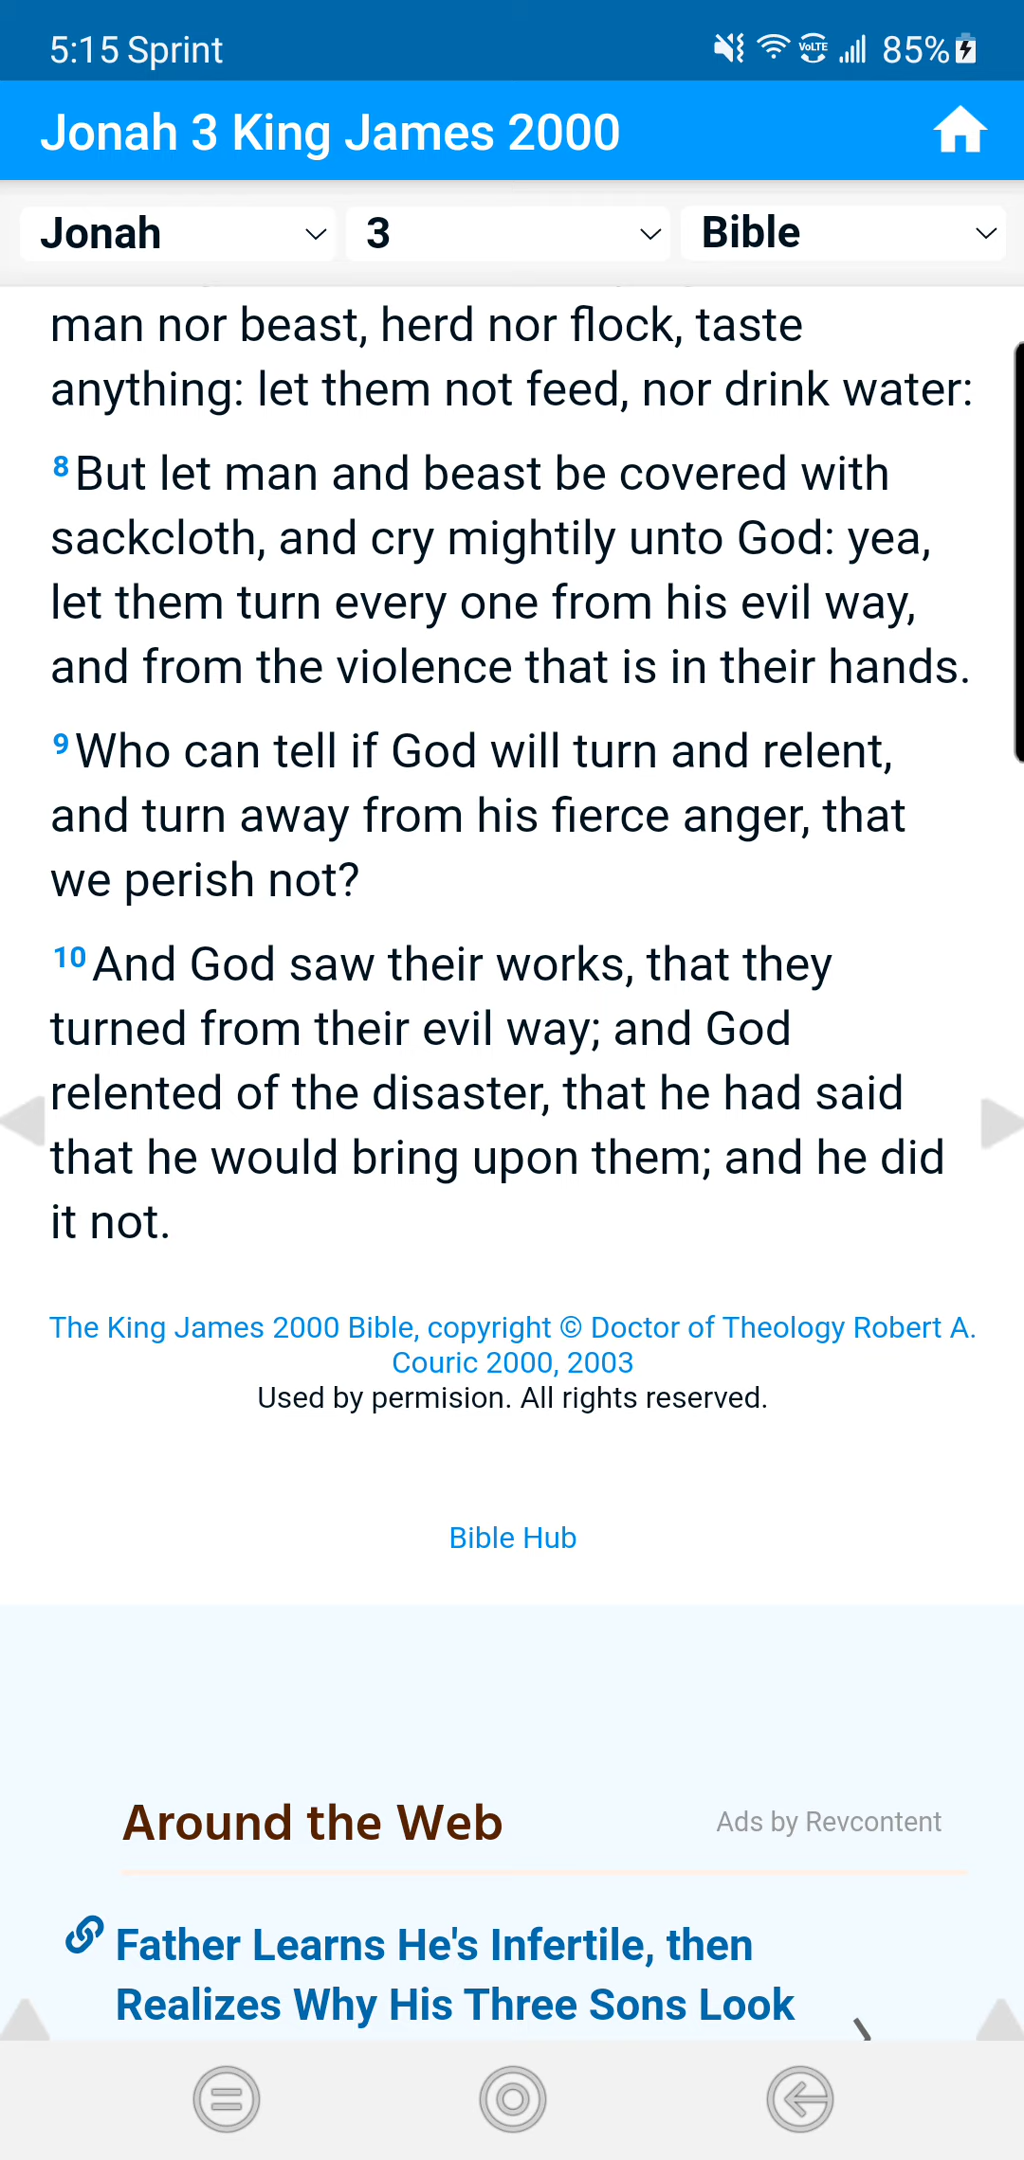 5:15 Sprint VoLTE 85%
Jonah 3 King James 2000
Jonah 3 Bible
man nor beast, herd nor flock, taste
anything: let them not feed, nor drink water:
8 But let man and beast be covered with
sackcloth, and cry mightily unto God: yea,
let them turn every one from his evil way,
and from the violence that is in their hands.
9 Who can tell if God will turn and relent,
and turn away from his fierce anger, that
we perish not?
10 And God saw their works, that they
turned from their evil way; and God
relented of the disaster, that he had said
that he would bring upon them; and he did
it not.
The King James 2000 Bible, copyright © Doctor of Theology Robert A.
Couric 2000, 2003
Used by permision. All rights reserved.
Bible Hub
Around the Web Ads by Revcontent
Father Learns He's Infertile, then
Realizes Why His Three Sons Look